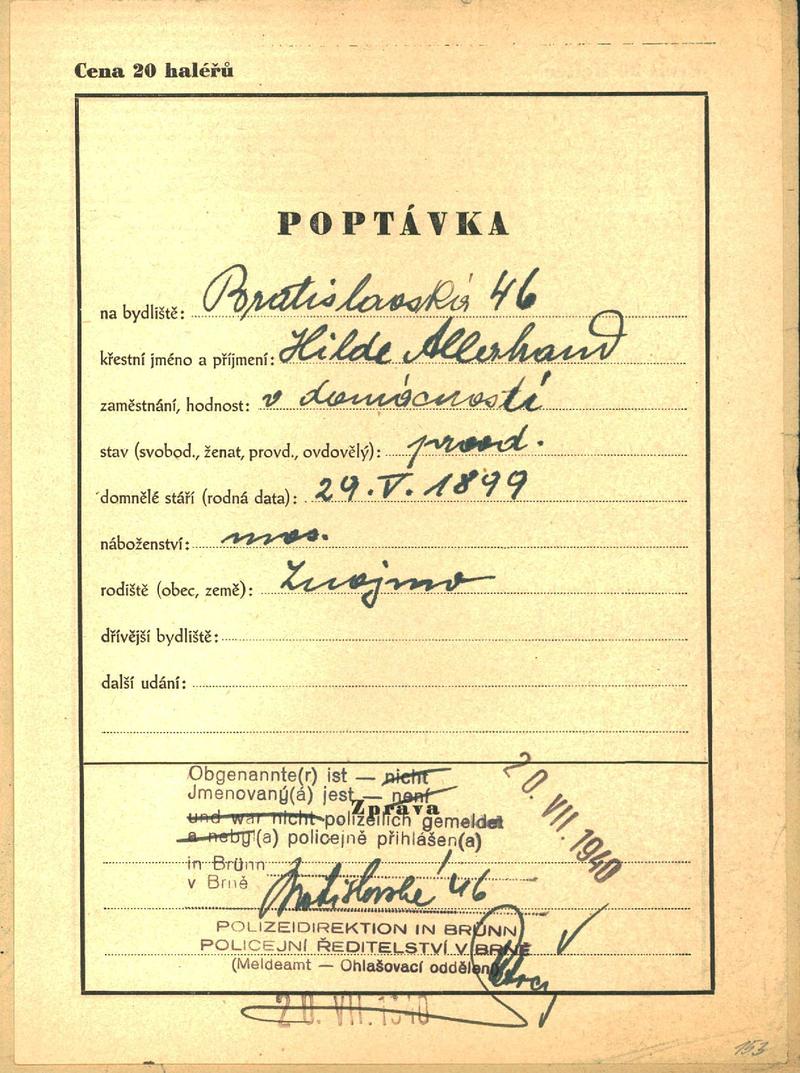 Cena 20 haléřů
POPTÁVKA
na bydliště: Bratislavská 46
křestní jméno a příjmení: Hilde Allerhand
zaměstnání, hodnost: v domácnosti
stav (svobod., ženat, provd., ovdovělý): provd.
domnělé stáří (rodná data): 29. V. 1899
náboženství: mos.
rodiště (obec, země): Znojmo
dřívější bydliště:
další udání:
Obgenannte(r) ist — nicht
Jmenovaný(á) jest — není
Zpráva
und war nicht polizeilich gemeldet
a nebyl(a) policejně přihlášen(a)
20. VII. 1940
in Brünn
v Brně
Bratislavská 46
POLIZEIDIREKTION IN BRÜNN
POLICEJNÍ ŘEDITELSTVÍ V BRNĚ
(Meldeamt — Ohlašovací oddělení)
20. VII. 1940
153